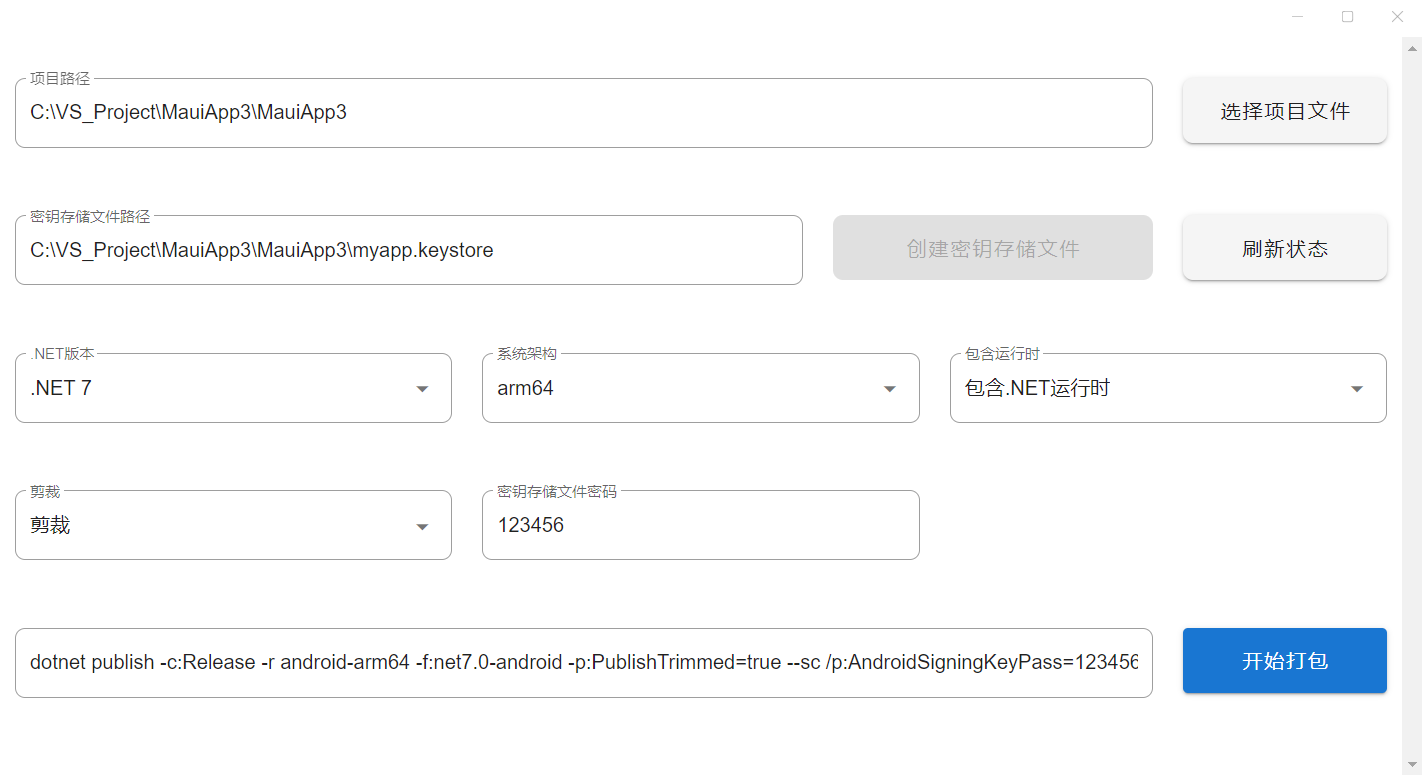 项目路径
C:\VS_Project\MauiApp3\MauiApp3
选择项目文件
密钥存储文件路径
C:\VS_Project\MauiApp3\MauiApp3\myapp.keystore
创建密钥存储文件
刷新状态
.NET版本
.NET 7
系统架构
arm64
包含运行时
包含.NET运行时
剪裁
剪裁
密钥存储文件密码
123456
dotnet publish -c:Release -r android-arm64 -f:net7.0-android -p:PublishTrimmed=true --sc /p:AndroidSigningKeyPass=123456
开始打包